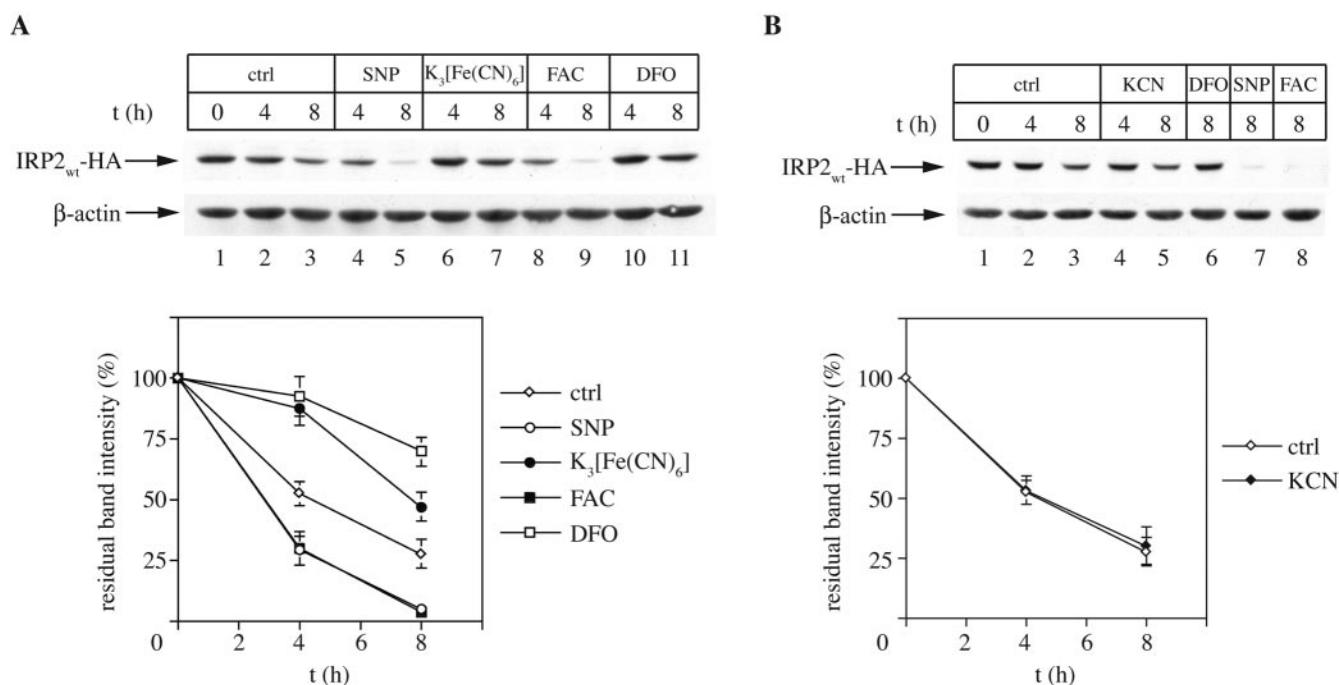 A
ctrl SNP K₃[Fe(CN)₆] FAC DFO
t (h) 0 4 8 4 8 4 8 4 8 4 8
IRP2wt-HA
β-actin
1 2 3 4 5 6 7 8 9 10 11
residual band intensity (%)
100
75
50
25
0 2 4 6 8
t (h)
ctrl
SNP
K₃[Fe(CN)₆]
FAC
DFO
B
ctrl KCN DFO SNP FAC
t (h) 0 4 8 4 8 8 8 8
IRP2wt-HA
β-actin
1 2 3 4 5 6 7 8
residual band intensity (%)
100
75
50
25
0 2 4 6 8
t (h)
ctrl
KCN